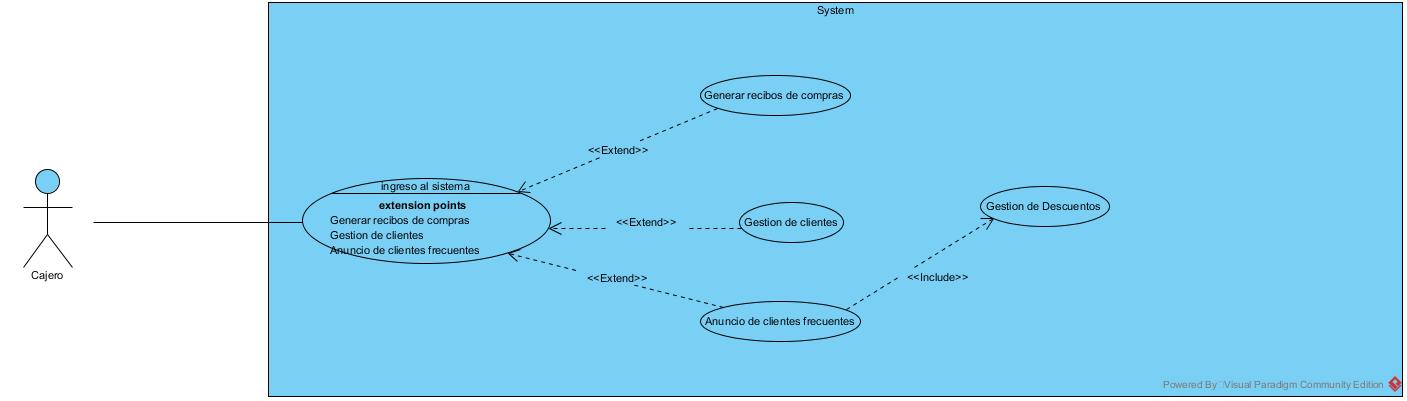 System
Generar recibos de compras
<<Extend>>
ingreso al sistema
extension points
Generar recibos de compras
Gestion de clientes
Anuncio de clientes frecuentes
<<Extend>>
Gestion de clientes
Gestion de Descuentos
<<Extend>>
<<Include>>
Cajero
Anuncio de clientes frecuentes
Powered By Visual Paradigm Community Edition